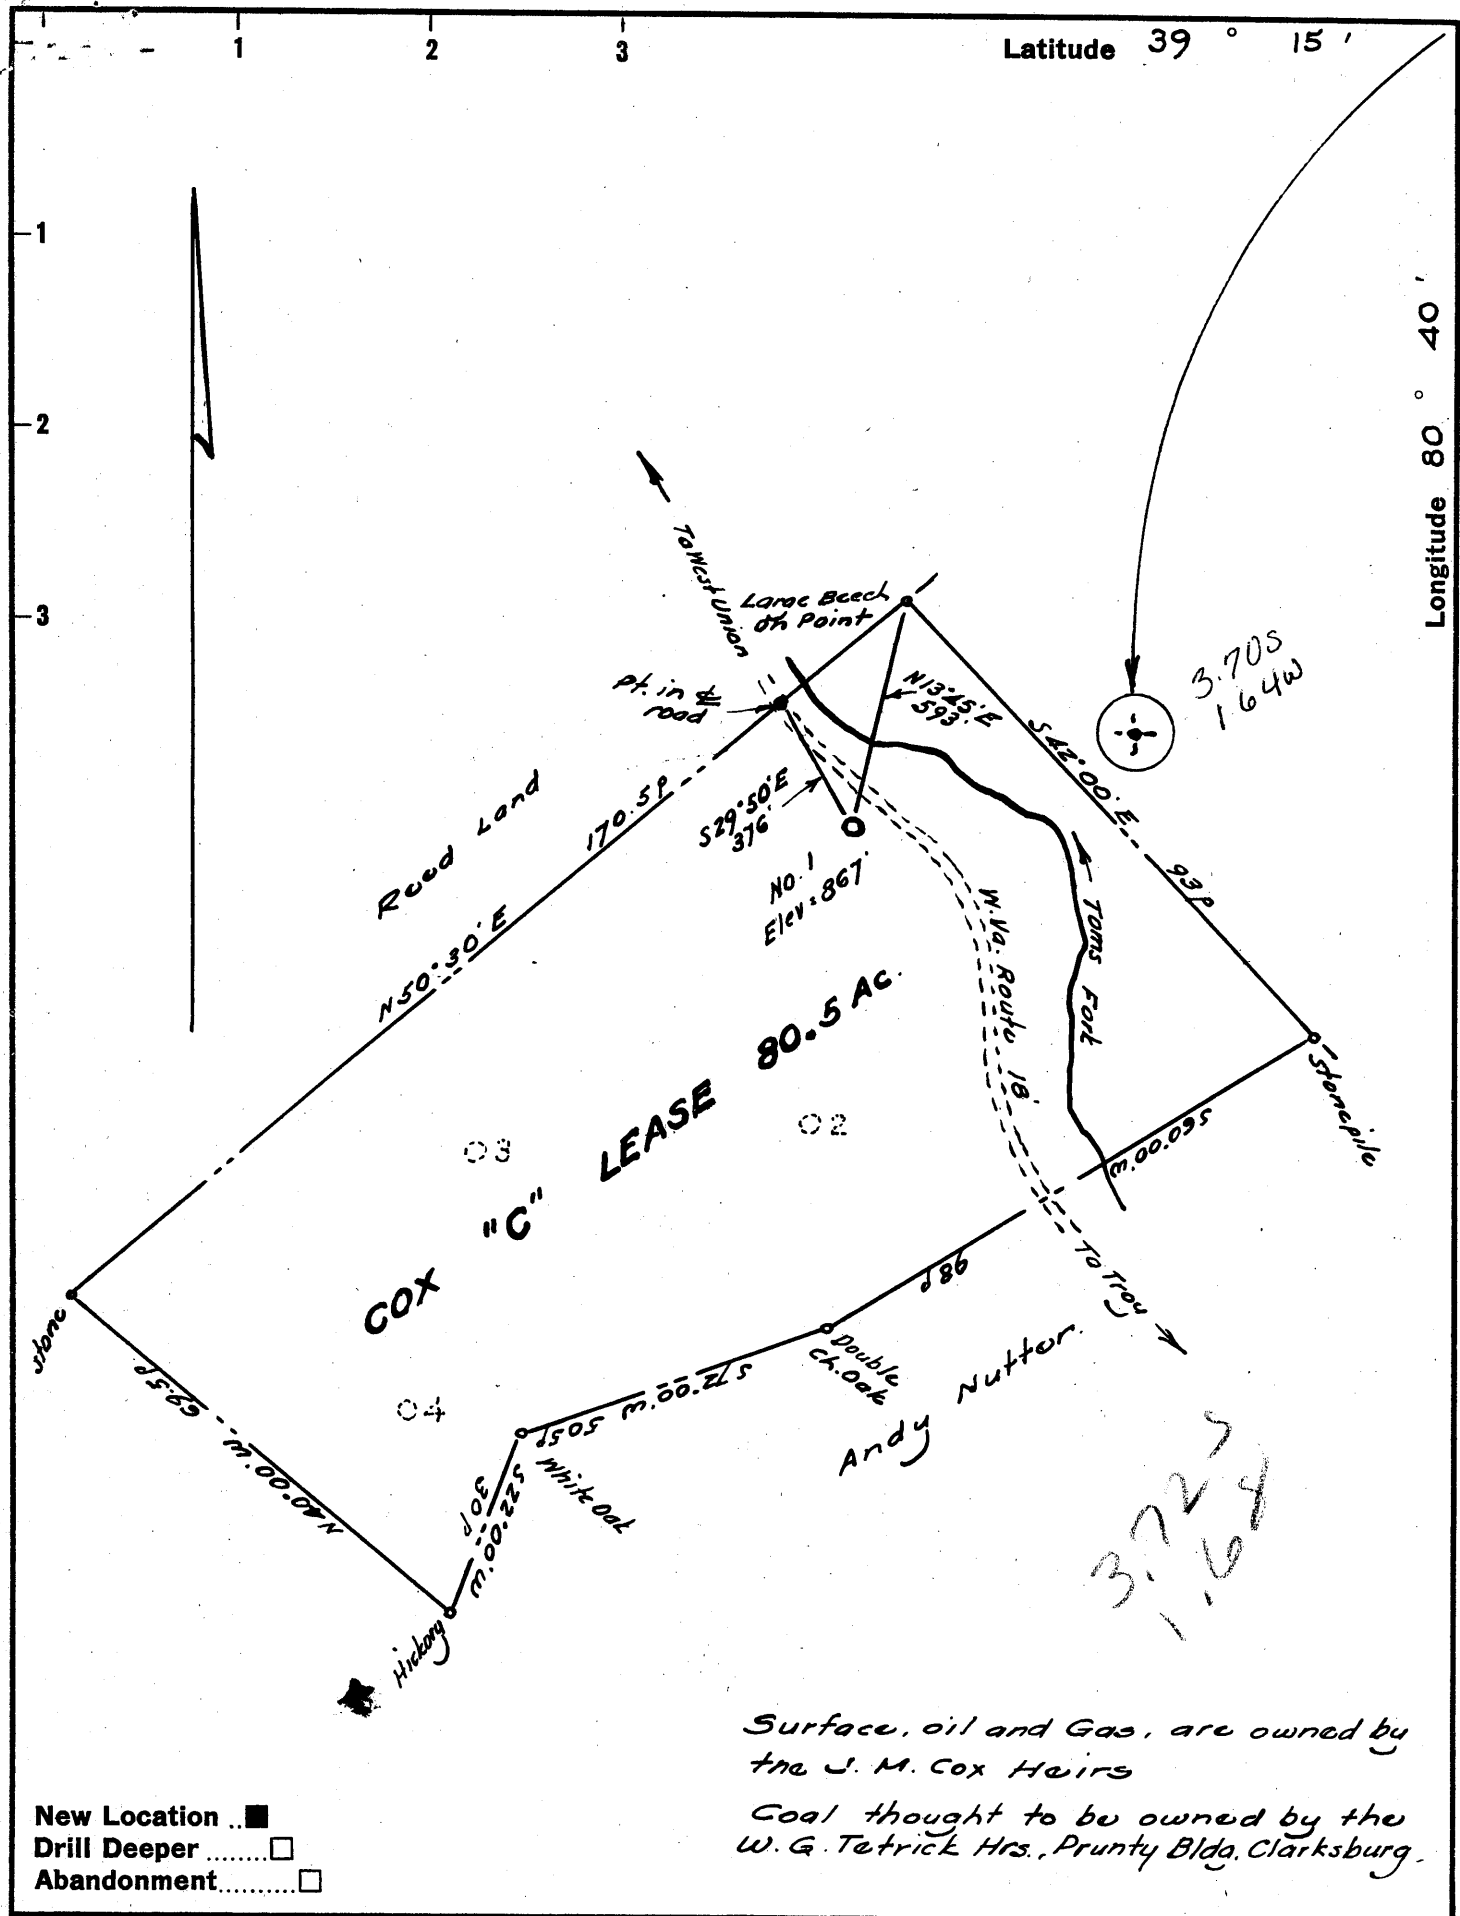 1
2
3
Latitude 39 ° 15 '
1
2
3
Longitude 80 ° 40 '
To West Union
Large Beech
on Point
Pt. in ℄
road
N13°45'E
593'
3.70S
1.64W
S42°00'E
93P
S29°50'E
376'
170.5P
Reed Land
No. 1
Elev = 867'
N50°30'E
W.Va. Route 18'
Toms Fork
COX "C" LEASE 80.5 Ac.
O2
O3
O4
Stonepile
S60°00'W
98P
To Troy
Double
Ch. Oak
Andy Nutter.
S72°00'W
50.5P
White Oak
S22°00'W
30P
Hickory
N40°00'W
69.5P
Stone
3.72 S
1.64
Surface, oil and Gas, are owned by
the J. M. Cox Heirs
Coal thought to be owned by the
W. G. Tetrick Hrs., Prunty Bldg, Clarksburg.
New Location ..■
Drill Deeper ........□
Abandonment..........□